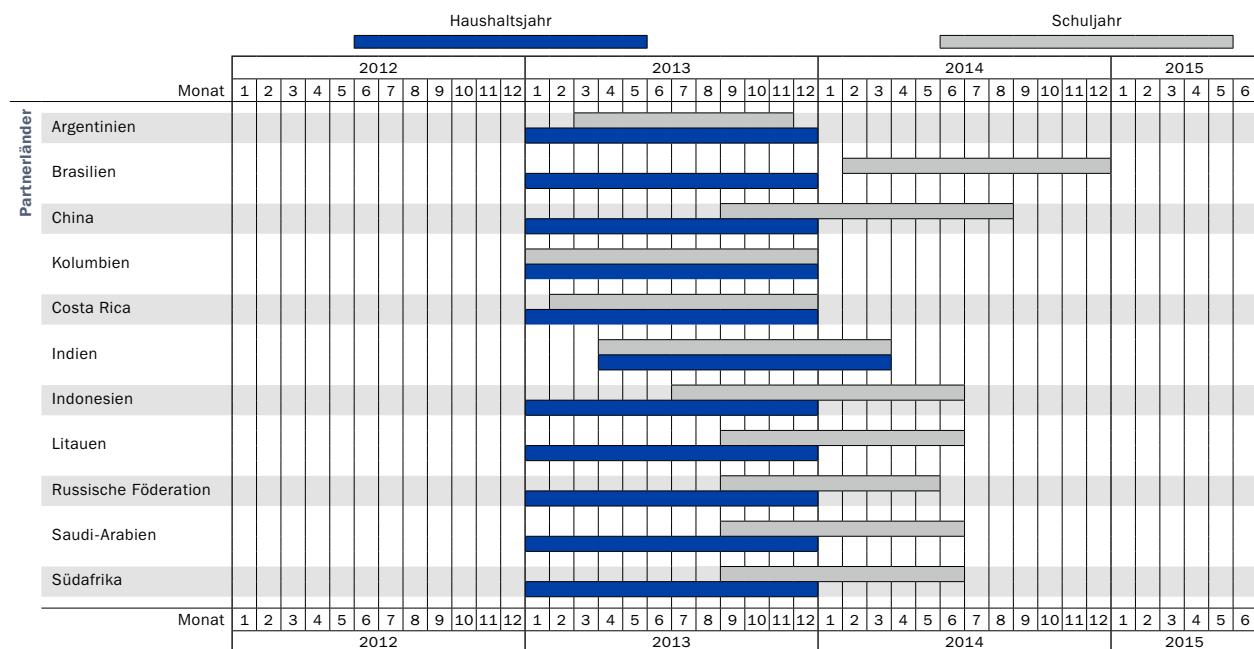 Haushaltsjahr Schuljahr
2012 2013 2014 2015
Monat 1 2 3 4 5 6 7 8 9 10 11 12 1 2 3 4 5 6 7 8 9 10 11 12 1 2 3 4 5 6 7 8 9 10 11 12 1 2 3 4 5 6
Partnerländer
Argentinien
Brasilien
China
Kolumbien
Costa Rica
Indien
Indonesien
Litauen
Russische Föderation
Saudi-Arabien
Südafrika
Monat 1 2 3 4 5 6 7 8 9 10 11 12 1 2 3 4 5 6 7 8 9 10 11 12 1 2 3 4 5 6 7 8 9 10 11 12 1 2 3 4 5 6
2012 2013 2014 2015